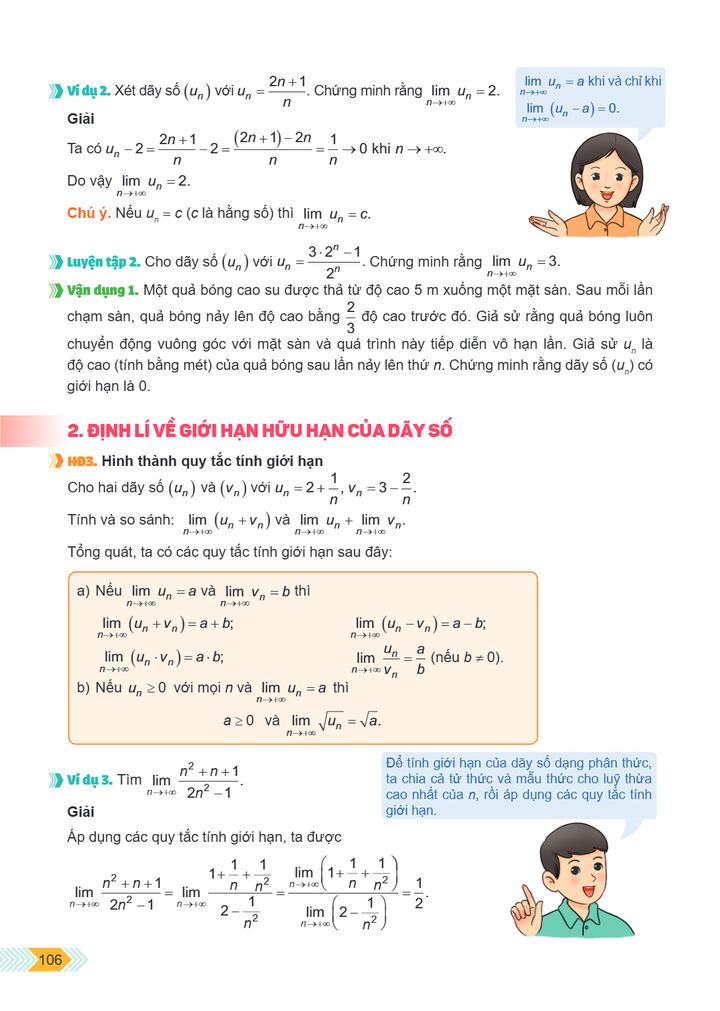 Ví dụ 2. Xét dãy số (uₙ) với uₙ = (2n + 1)/n. Chứng minh rằng lim_{n→+∞} uₙ = 2.
lim_{n→+∞} uₙ = a khi và chỉ khi
lim_{n→+∞} (uₙ − a) = 0.
Giải
Ta có uₙ − 2 = (2n + 1)/n − 2 = ((2n + 1) − 2n)/n = 1/n → 0 khi n → +∞.
Do vậy lim_{n→+∞} uₙ = 2.
Chú ý. Nếu uₙ = c (c là hằng số) thì lim_{n→+∞} uₙ = c.
Luyện tập 2. Cho dãy số (uₙ) với uₙ = (3 · 2ⁿ − 1)/2ⁿ. Chứng minh rằng lim_{n→+∞} uₙ = 3.
Vận dụng 1. Một quả bóng cao su được thả từ độ cao 5 m xuống một mặt sàn. Sau mỗi lần
chạm sàn, quả bóng nảy lên độ cao bằng 2/3 độ cao trước đó. Giả sử rằng quả bóng luôn
chuyển động vuông góc với mặt sàn và quá trình này tiếp diễn vô hạn lần. Giả sử uₙ là
độ cao (tính bằng mét) của quả bóng sau lần nảy lên thứ n. Chứng minh rằng dãy số (uₙ) có
giới hạn là 0.
2. ĐỊNH LÍ VỀ GIỚI HẠN HỮU HẠN CỦA DÃY SỐ
HĐ3. Hình thành quy tắc tính giới hạn
Cho hai dãy số (uₙ) và (vₙ) với uₙ = 2 + 1/n, vₙ = 3 − 2/n.
Tính và so sánh: lim_{n→+∞} (uₙ + vₙ) và lim_{n→+∞} uₙ + lim_{n→+∞} vₙ.
Tổng quát, ta có các quy tắc tính giới hạn sau đây:
a) Nếu lim_{n→+∞} uₙ = a và lim_{n→+∞} vₙ = b thì
lim_{n→+∞} (uₙ + vₙ) = a + b; lim_{n→+∞} (uₙ − vₙ) = a − b;
lim_{n→+∞} (uₙ · vₙ) = a · b; lim_{n→+∞} uₙ/vₙ = a/b (nếu b ≠ 0).
b) Nếu uₙ ≥ 0 với mọi n và lim_{n→+∞} uₙ = a thì
a ≥ 0 và lim_{n→+∞} √uₙ = √a.
Ví dụ 3. Tìm lim_{n→+∞} (n² + n + 1)/(2n² − 1).
Để tính giới hạn của dãy số dạng phân thức,
ta chia cả tử thức và mẫu thức cho luỹ thừa
cao nhất của n, rồi áp dụng các quy tắc tính
giới hạn.
Giải
Áp dụng các quy tắc tính giới hạn, ta được
lim_{n→+∞} (n² + n + 1)/(2n² − 1) = lim_{n→+∞} (1 + 1/n + 1/n²)/(2 − 1/n²) = lim_{n→+∞} (1 + 1/n + 1/n²) / lim_{n→+∞} (2 − 1/n²) = 1/2.
106